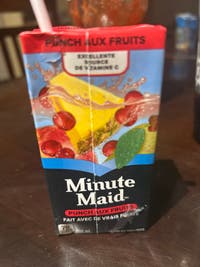 PUNCH AUX FRUITS
EXCELLENTE
SOURCE
DE VITAMINE C
Minute
Maid
PUNCH AUX FRUITS
FAIT AVEC DE VRAIS FRUITS